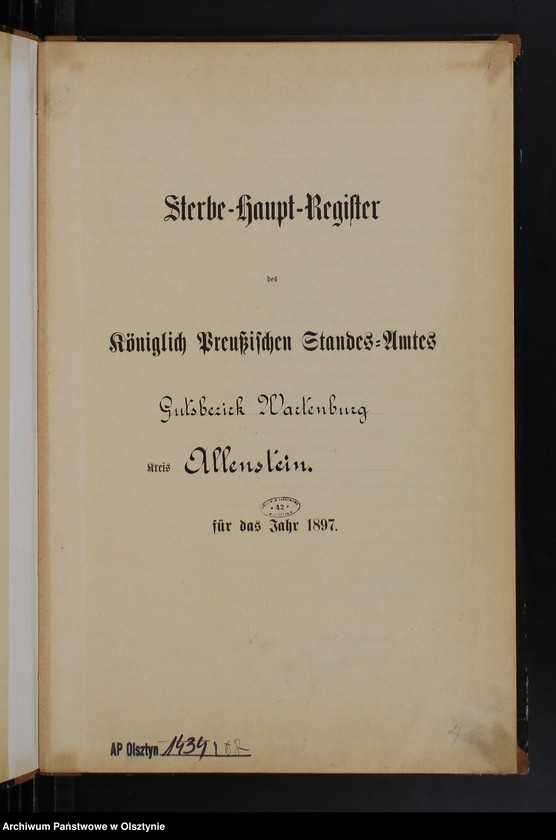 Sterbe-Haupt-Register
des
Königlich Preußischen Standes-Amtes
Gutsbezirk Wartenburg
Kreis Allenstein.
• 42 •
für das Jahr 1897.
AP Olsztyn 1434
Archiwum Państwowe w Olsztynie